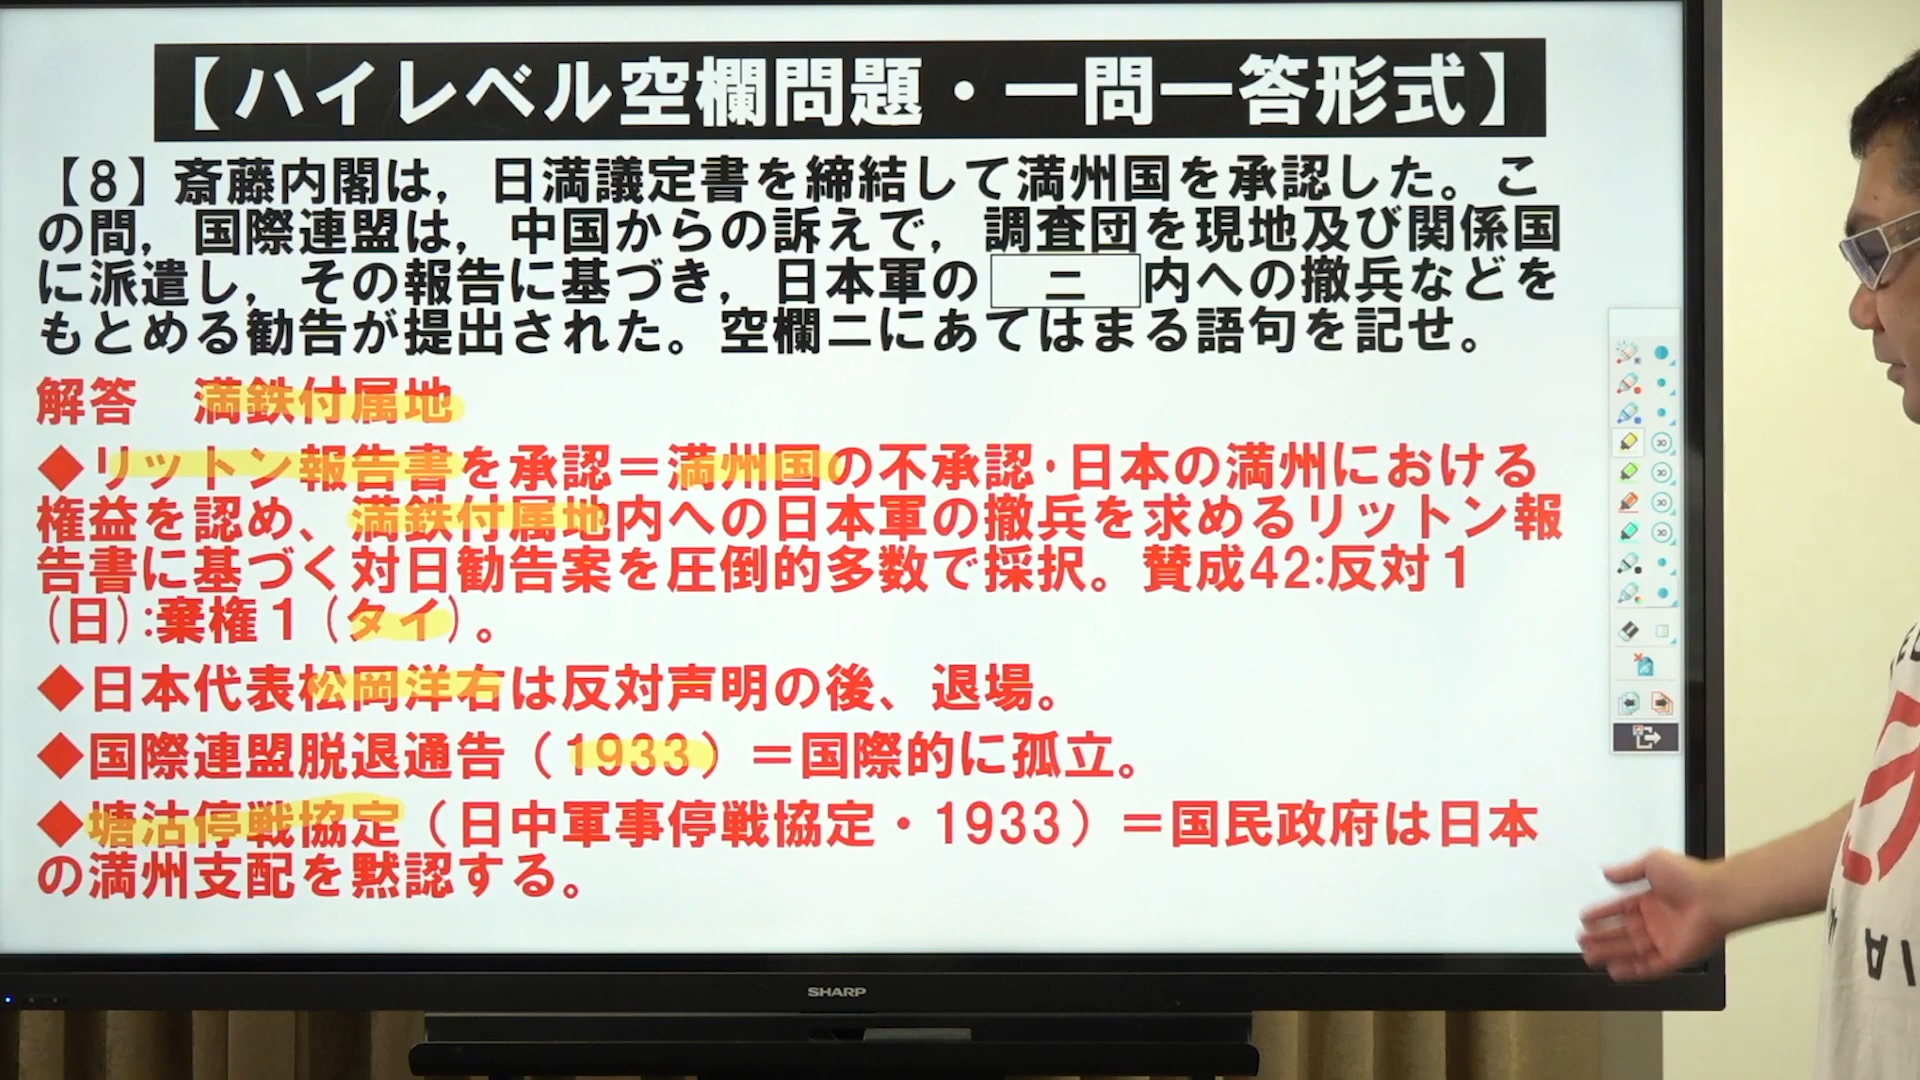 【ハイレベル空欄問題・一問一答形式】
【8】斎藤内閣は，日満議定書を締結して満州国を承認した。こ
の間，国際連盟は，中国からの訴えで，調査団を現地及び関係国
に派遣し，その報告に基づき，日本軍の 二 内への撤兵などを
もとめる勧告が提出された。空欄二にあてはまる語句を記せ。
解答　満鉄付属地
◆リットン報告書を承認＝満州国の不承認・日本の満州における
権益を認め、満鉄付属地内への日本軍の撤兵を求めるリットン報
告書に基づく対日勧告案を圧倒的多数で採択。賛成42:反対１
(日):棄権１（タイ）。
◆日本代表松岡洋右は反対声明の後、退場。
◆国際連盟脱退通告（1933）＝国際的に孤立。
◆塘沽停戦協定（日中軍事停戦協定・1933）＝国民政府は日本
の満州支配を黙認する。
SHARP